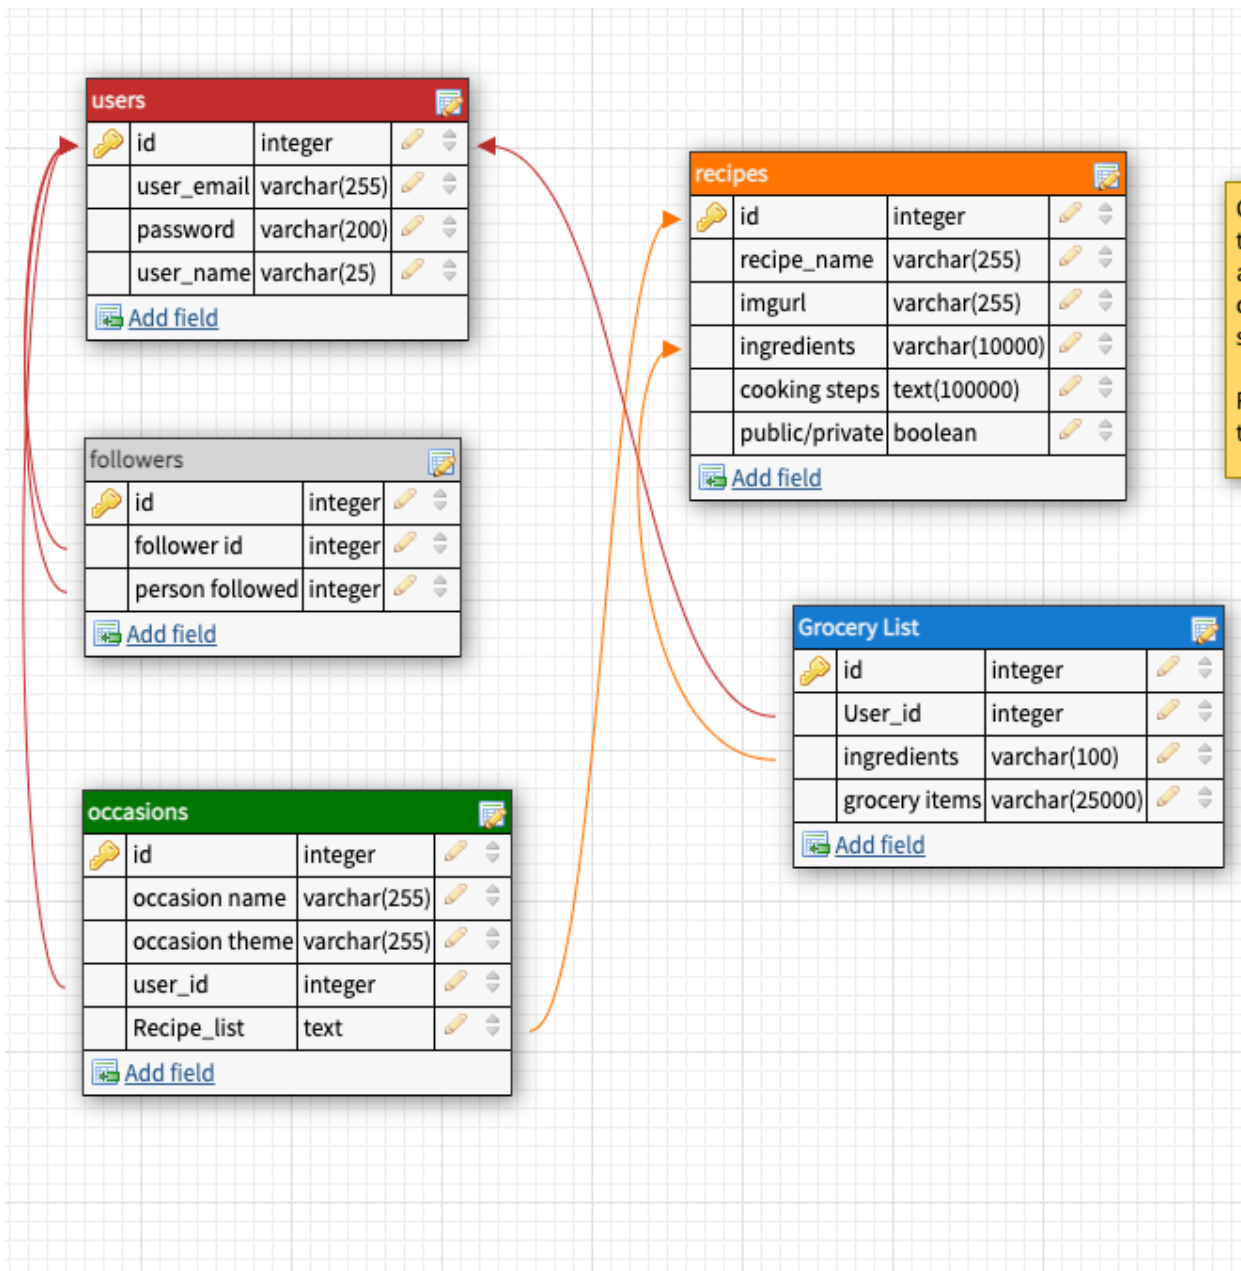 users
id integer
user_email varchar(255)
password varchar(200)
user_name varchar(25)
Add field
followers
id integer
follower id integer
person followed integer
Add field
occasions
id integer
occasion name varchar(255)
occasion theme varchar(255)
user_id integer
Recipe_list text
Add field
recipes
id integer
recipe_name varchar(255)
imgurl varchar(255)
ingredients varchar(10000)
cooking steps text(100000)
public/private boolean
Add field
Grocery List
id integer
User_id integer
ingredients varchar(100)
grocery items varchar(25000)
Add field